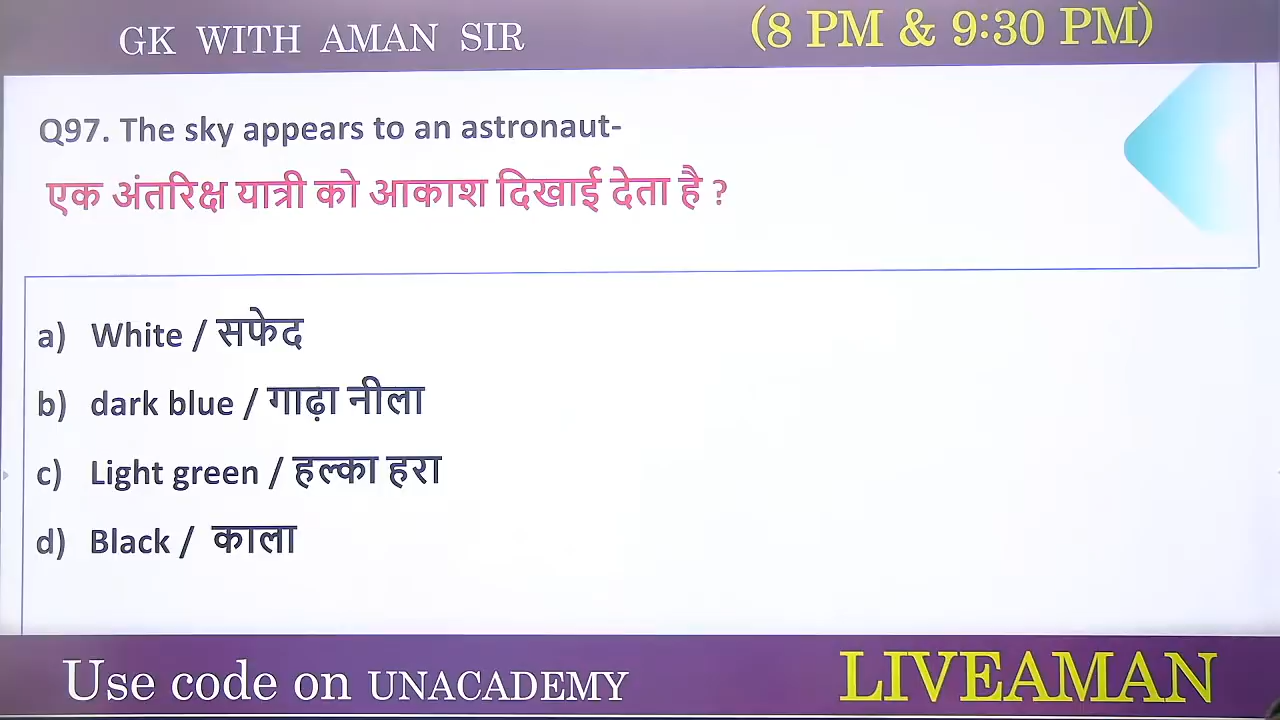 GK WITH AMAN SIR
(8 PM & 9:30 PM)
Q97. The sky appears to an astronaut-
एक अंतरिक्ष यात्री को आकाश दिखाई देता है ?
a) White / सफेद
b) dark blue / गाढ़ा नीला
c) Light green / हल्का हरा
d) Black / काला
Use code on UNACADEMY
LIVEAMAN